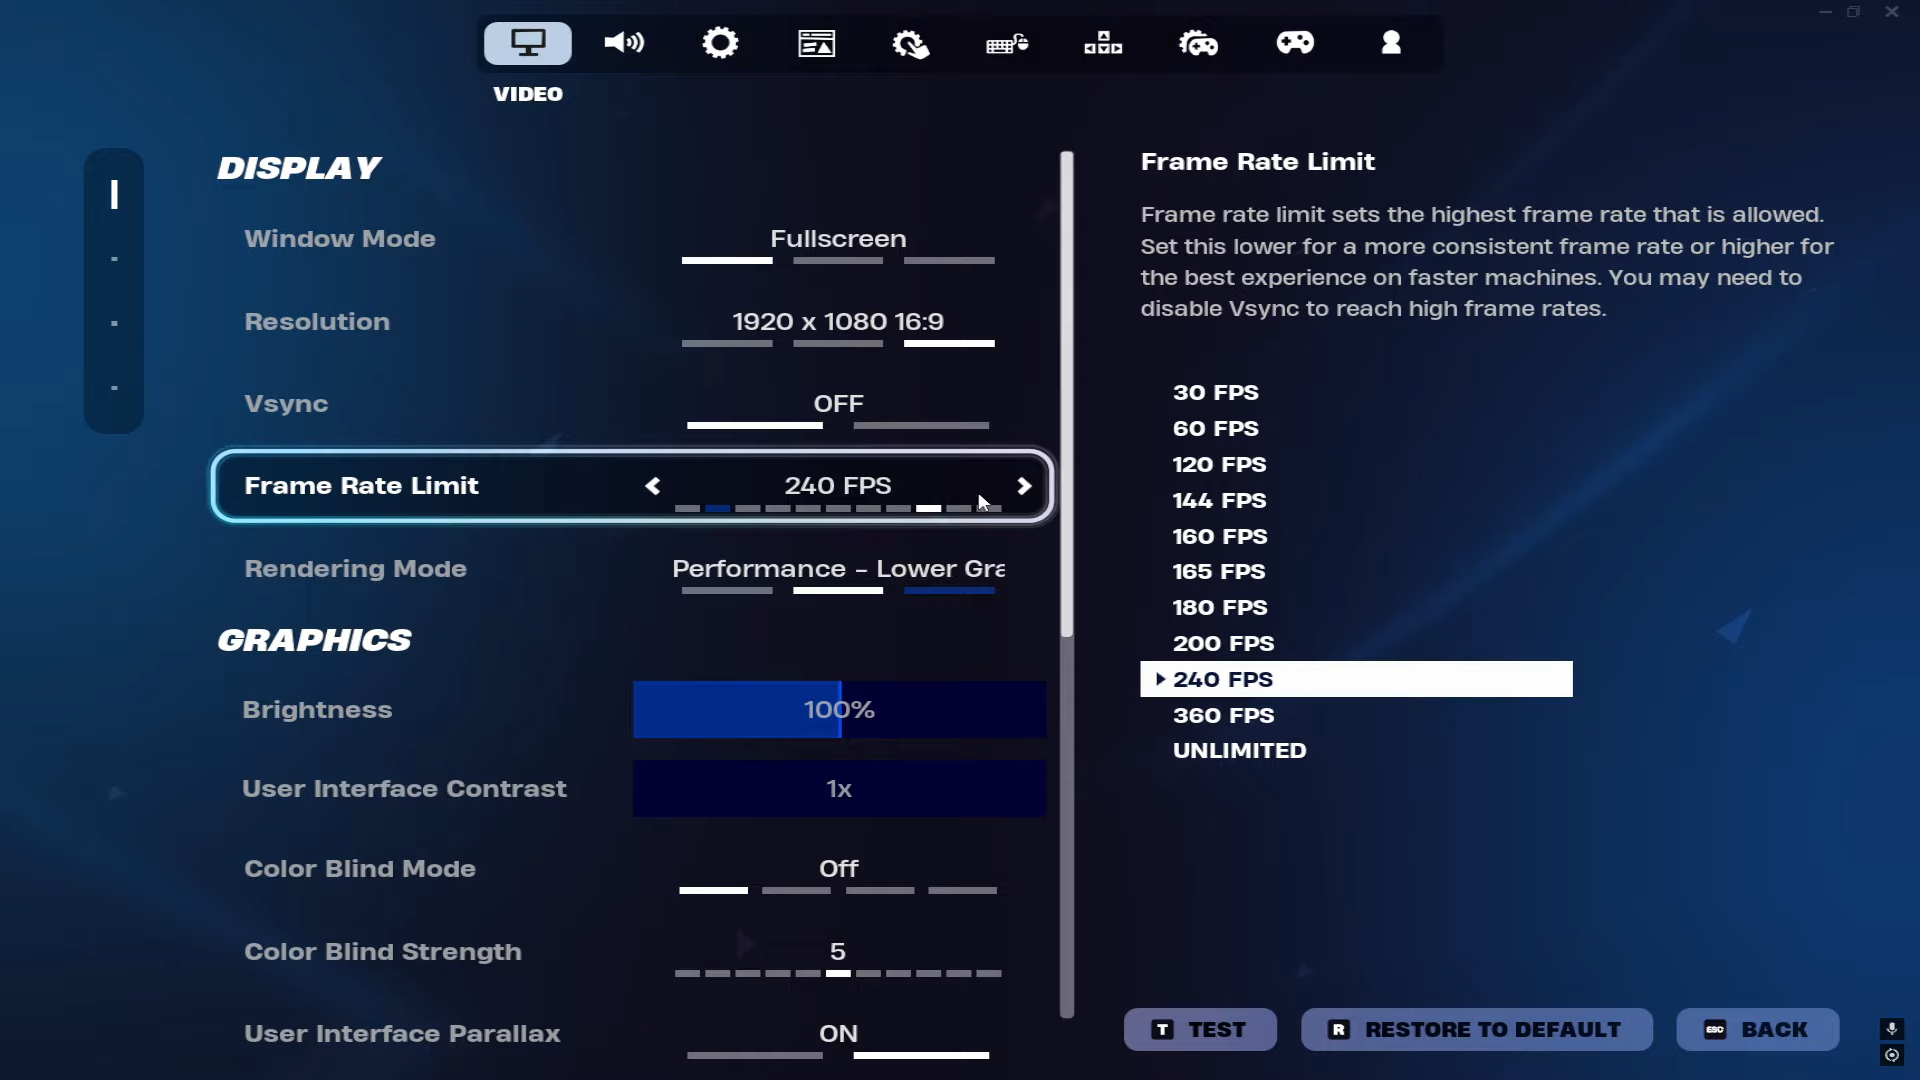 VIDEO
DISPLAY
Window Mode
Fullscreen
Resolution
1920 x 1080 16:9
Vsync
OFF
Frame Rate Limit
240 FPS
Rendering Mode
Performance - Lower Gra
GRAPHICS
Brightness
100%
User Interface Contrast
1x
Color Blind Mode
Off
Color Blind Strength
5
User Interface Parallax
ON
Frame Rate Limit
Frame rate limit sets the highest frame rate that is allowed.
Set this lower for a more consistent frame rate or higher for
the best experience on faster machines. You may need to
disable Vsync to reach high frame rates.
30 FPS
60 FPS
120 FPS
144 FPS
160 FPS
165 FPS
180 FPS
200 FPS
240 FPS
360 FPS
UNLIMITED
T TEST
R RESTORE TO DEFAULT
ESC BACK